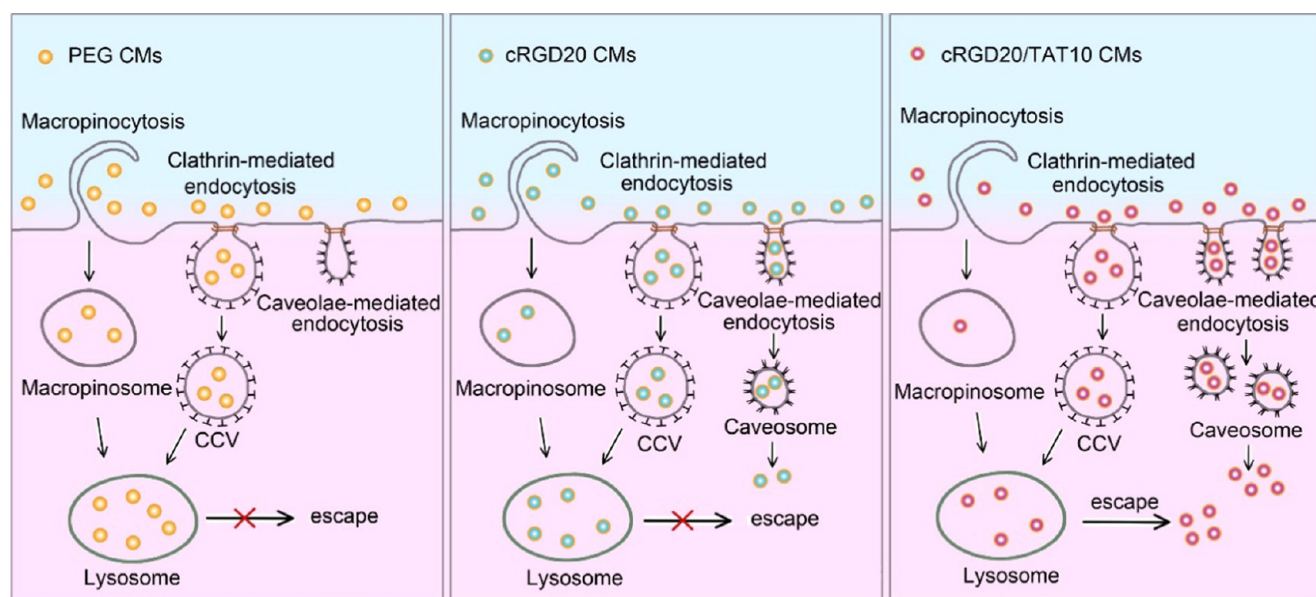 PEG CMs
Macropinocytosis
Clathrin-mediated
endocytosis
Caveolae-mediated
endocytosis
Macropinosome
CCV
escape
Lysosome
cRGD20 CMs
Macropinocytosis
Clathrin-mediated
endocytosis
Caveolae-mediated
endocytosis
Macropinosome
CCV
Caveosome
escape
Lysosome
cRGD20/TAT10 CMs
Macropinocytosis
Clathrin-mediated
endocytosis
Caveolae-mediated
endocytosis
Macropinosome
CCV
Caveosome
escape
Lysosome